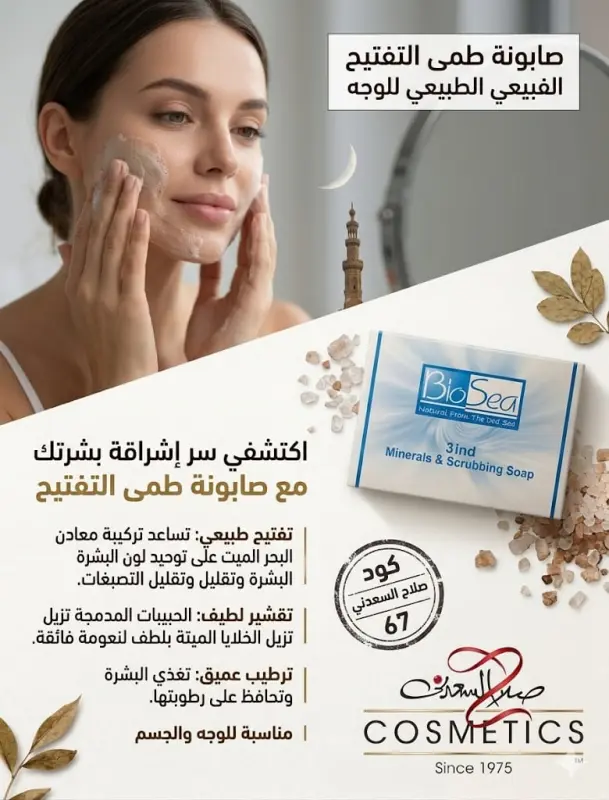 صابونة طمى التفتيح
الفبيعي الطبيعي للوجه
BioSea
Natural From The Ded Sea
3ind
Minerals & Scrubbing Soap
اكتشفي سر إشراقة بشرتك
مع صابونة طمى التفتيح
تفتيح طبيعي: تساعد تركيبة معادن
البحر الميت على توحيد لون البشرة
البشرة وتقليل وتقليل التصبغات.
تقشير لطيف: الحبيبات المدمجة تزيل
تزيل الخلايا الميتة بلطف لنعومة فائقة.
ترطيب عميق: تغذي البشرة
وتحافظ على رطوبتها.
مناسبة للوجه والجسم
كود
صلاح السعدني
67
صلاح السعدني
COSMETICS
Since 1975
TM